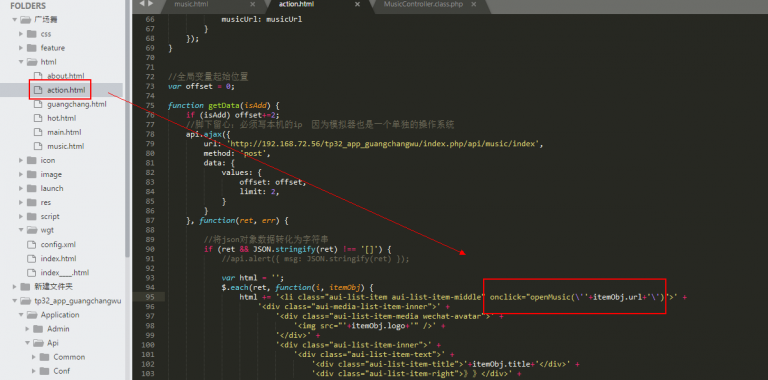 FOLDERS
广场舞
css
feature
html
about.html
action.html
guangchang.html
hot.html
main.html
music.html
icon
image
launch
res
script
wgt
config.xml
index.html
index____.html
新建文件夹
tp32_app_guangchangwu
Application
Admin
Api
Common
Conf
music.html × action.html × MusicController.class.php ×
66 musicUrl: musicUrl
67 }
68 });
69 }
70
71
72 //全局变量起始位置
73 var offset = 0;
74
75 function getData(isAdd) {
76 if (isAdd) offset+=2;
77 //脚下留心：必须写本机的ip 因为模拟器也是一个单独的操作系统
78 api.ajax({
79 url: 'http://192.168.72.56/tp32_app_guangchangwu/index.php/api/music/index',
80 method: 'post',
81 data: {
82 values: {
83 offset: offset,
84 limit: 2,
85 }
86 }
87 }, function(ret, err) {
88
89 //将json对象数据转化为字符串
90 if (ret && JSON.stringify(ret) !== '[]') {
91 //api.alert({ msg: JSON.stringify(ret) });
92
93 var html = '';
94 $.each(ret, function(i, itemObj) {
95 html += '<li class="aui-list-item aui-list-item-middle" onclick="openMusic(\''+itemObj.url+'\')">' +
96 '<div class="aui-media-list-item-inner">' +
97 '<div class="aui-list-item-media wechat-avatar">' +
98 '<img src="'+itemObj.logo+'" />' +
99 '</div>' +
100 '<div class="aui-list-item-inner">' +
101 '<div class="aui-list-item-text">' +
102 '<div class="aui-list-item-title">'+itemObj.title+'</div>' +
103 '<div class="aui-list-item-right">》》</div>' +